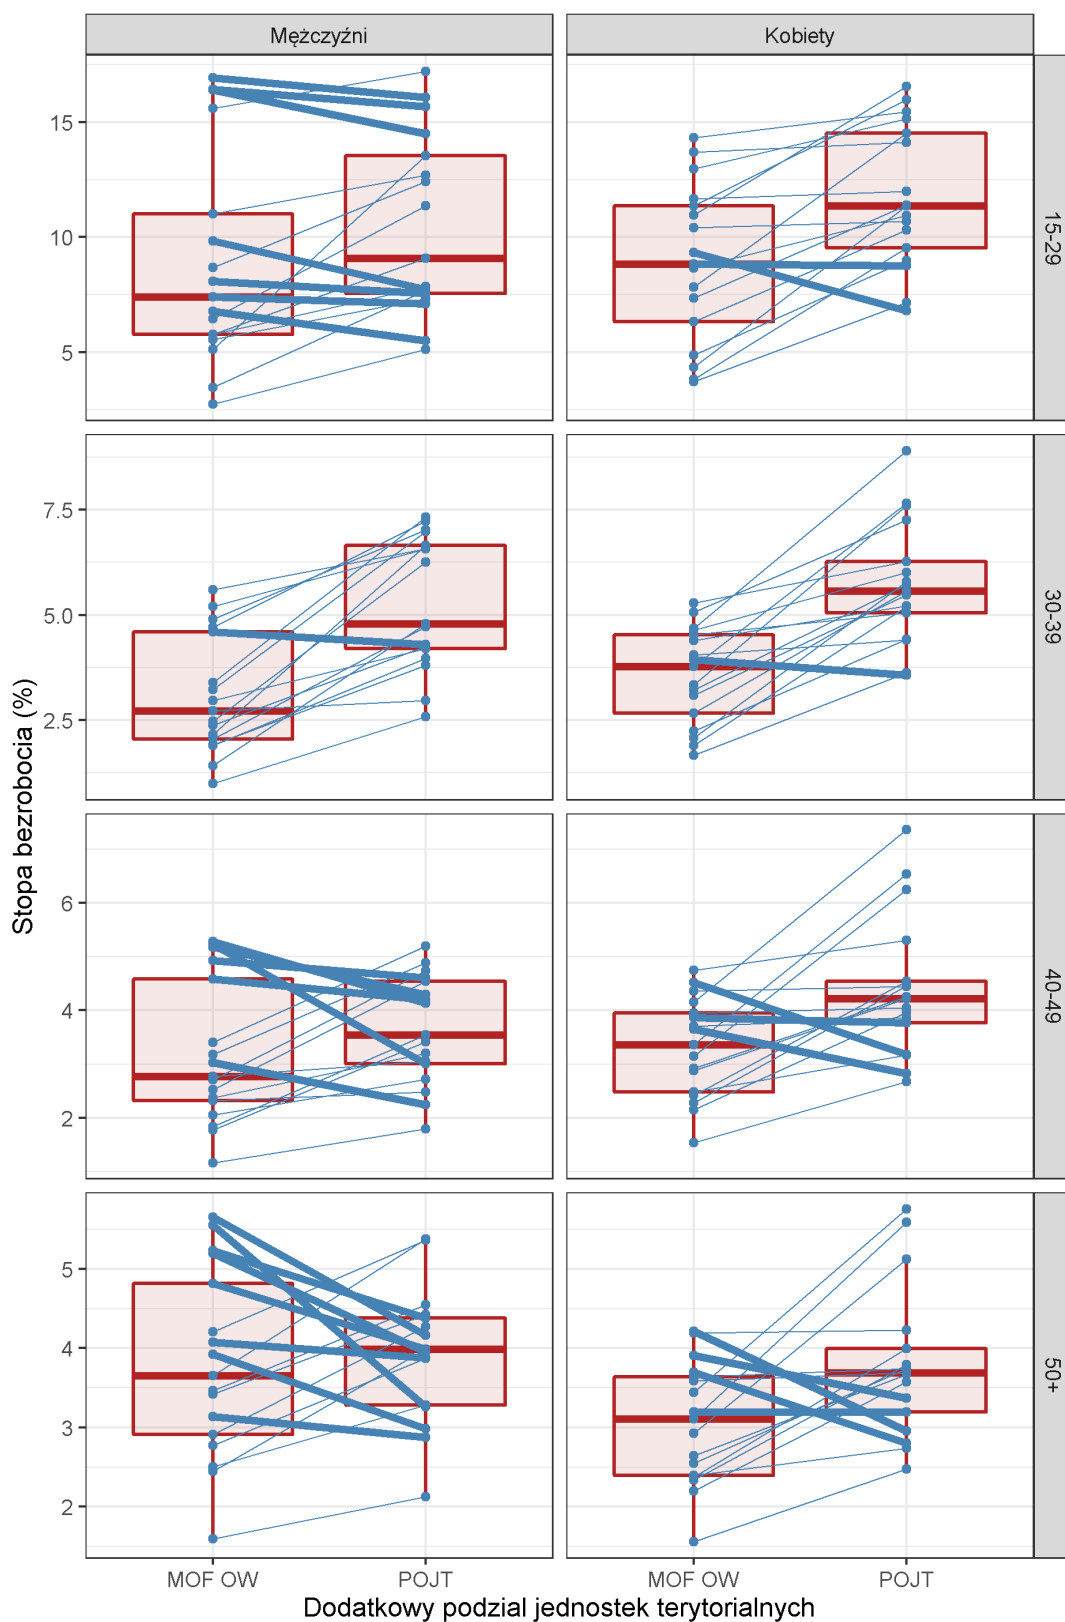 Mężczyźni
Kobiety
15
10
5
15-29
7.5
5.0
2.5
30-39
6
4
2
40-49
5
4
3
2
50+
Stopa bezrobocia (%)
MOF OW
POJT
MOF OW
POJT
Dodatkowy podzial jednostek terytorialnych